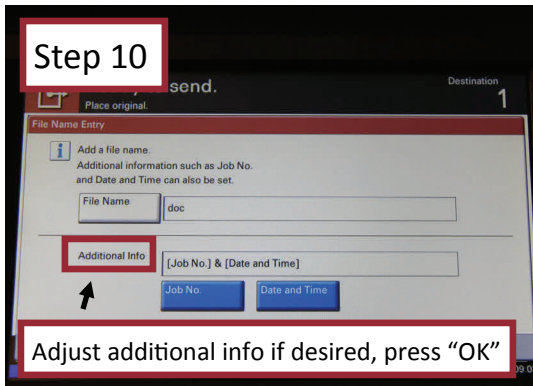 Step 10
send.
Place original.
Destination
1
File Name Entry
i
Add a file name.
Additional information such as Job No.
and Date and Time can also be set.
File Name
doc
Additional Info
[Job No.] & [Date and Time]
Job No.
Date and Time
Adjust additional info if desired, press “OK”